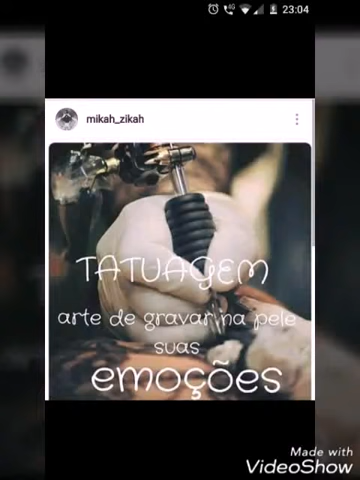 23:04
mikah_zikah
TATUAGEM
arte de gravar na pele
suas
emoções
Made with
VideoShow